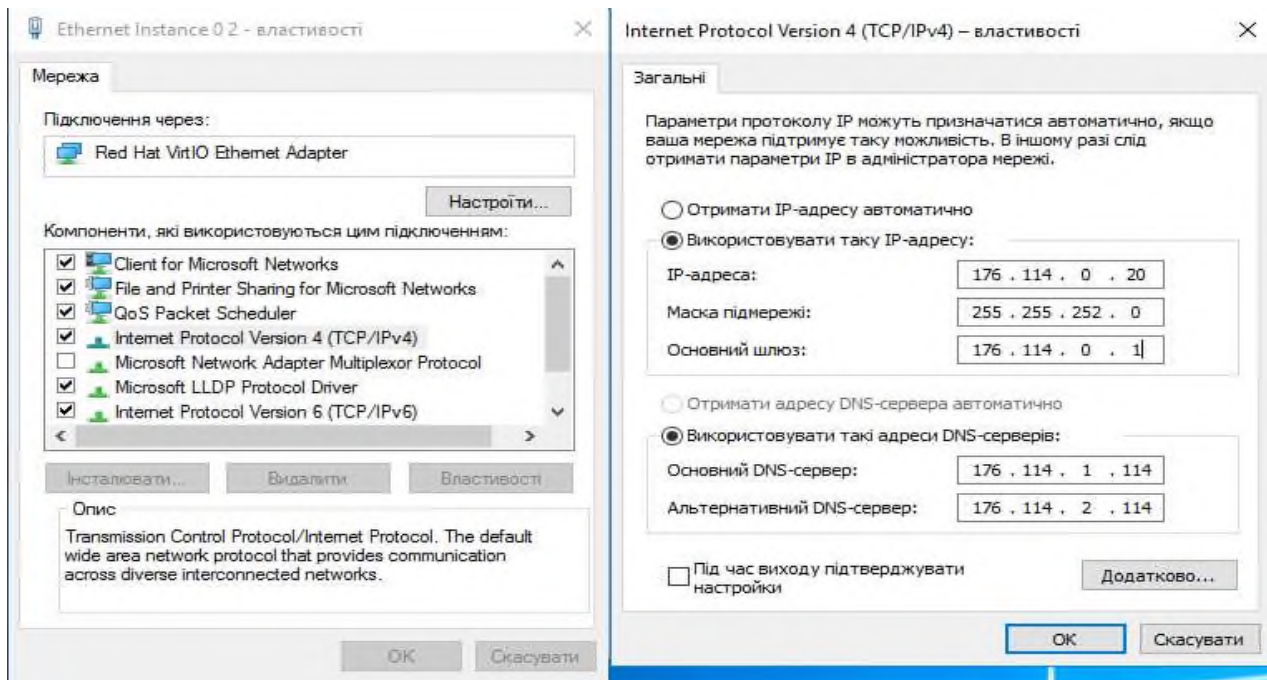 Ethernet Instance 0 2 - властивості
Мережа
Підключення через:
Red Hat VirtIO Ethernet Adapter
Настроїти...
Компоненти, які використовуються цим підключенням:
Client for Microsoft Networks
File and Printer Sharing for Microsoft Networks
QoS Packet Scheduler
Internet Protocol Version 4 (TCP/IPv4)
Microsoft Network Adapter Multiplexor Protocol
Microsoft LLDP Protocol Driver
Internet Protocol Version 6 (TCP/IPv6)
Інсталювати... Видалити Властивості
Опис
Transmission Control Protocol/Internet Protocol. The default
wide area network protocol that provides communication
across diverse interconnected networks.
OK Скасувати
Internet Protocol Version 4 (TCP/IPv4) – властивості
Загальні
Параметри протоколу IP можуть призначатися автоматично, якщо
ваша мережа підтримує таку можливість. В іншому разі слід
отримати параметри IP в адміністратора мережі.
Отримати IP-адресу автоматично
Використовувати таку IP-адресу:
IP-адреса: 176 . 114 . 0 . 20
Маска підмережі: 255 . 255 . 252 . 0
Основний шлюз: 176 . 114 . 0 . 1
Отримати адресу DNS-сервера автоматично
Використовувати такі адреси DNS-серверів:
Основний DNS-сервер: 176 . 114 . 1 . 114
Альтернативний DNS-сервер: 176 . 114 . 2 . 114
Під час виходу підтверджувати
настройки
Додатково...
OK Скасувати